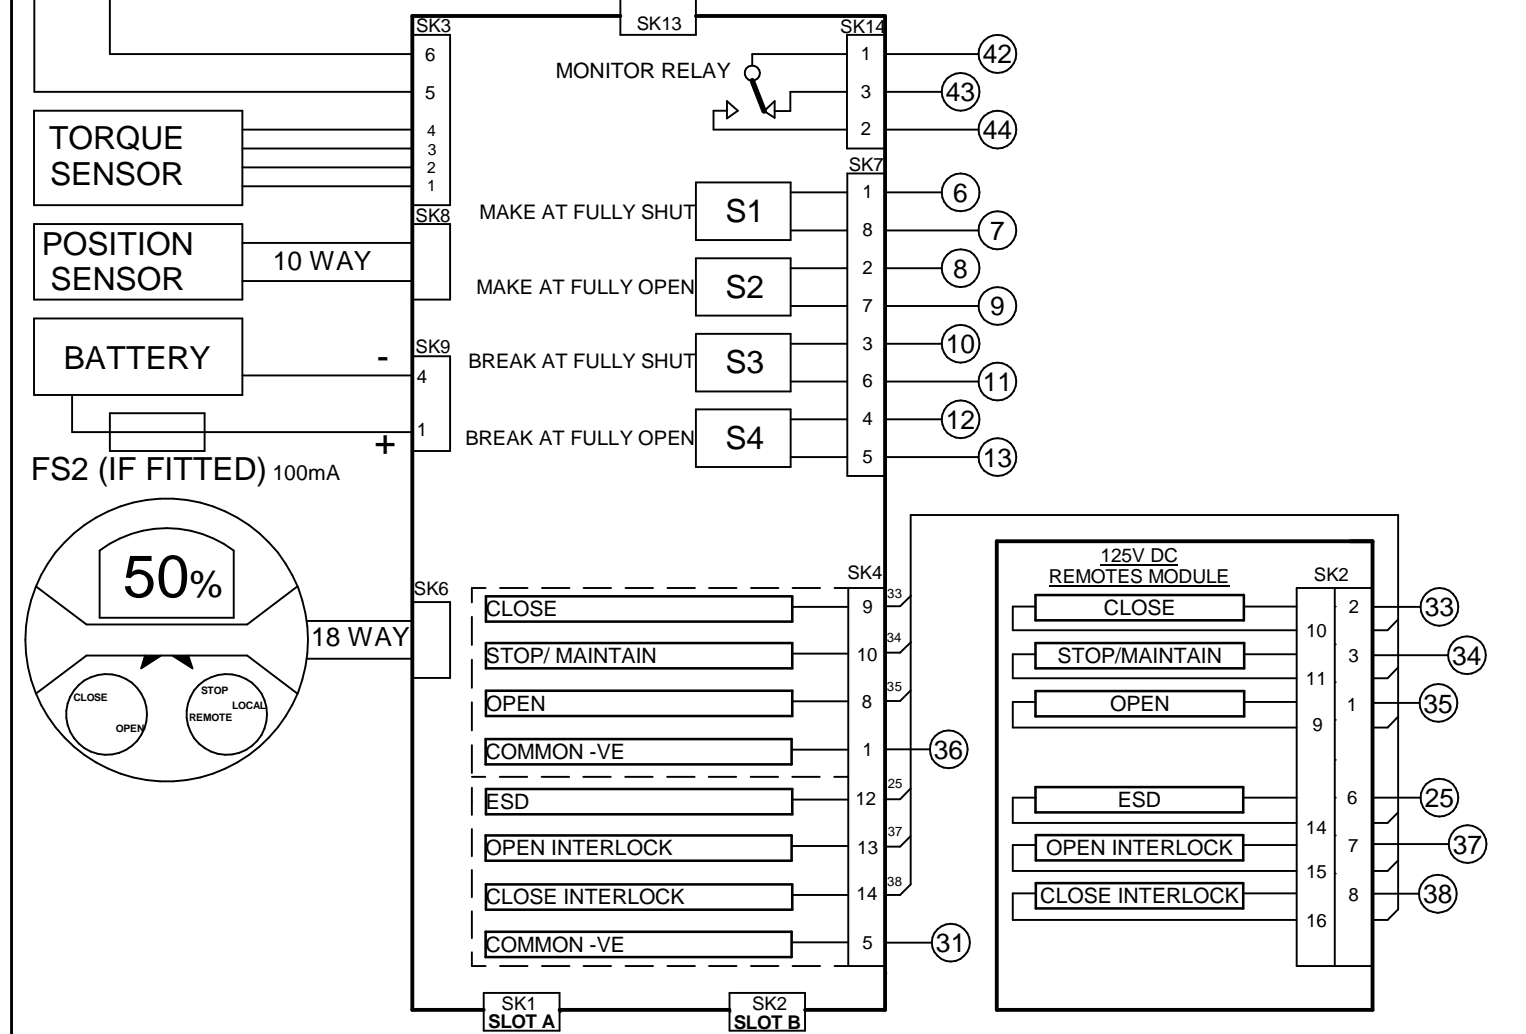 SK13
SK3
6
5
4
3
2
1
TORQUE
SENSOR
SK8
POSITION
SENSOR
10 WAY
BATTERY
-
SK9
4
1
+
FS2 (IF FITTED) 100mA
50%
CLOSE
OPEN
STOP
LOCAL
REMOTE
18 WAY
SK6
MONITOR RELAY
SK14
1
3
2
42
43
44
SK7
MAKE AT FULLY SHUT
S1
1
8
6
7
MAKE AT FULLY OPEN
S2
2
7
8
9
BREAK AT FULLY SHUT
S3
3
6
10
11
BREAK AT FULLY OPEN
S4
4
5
12
13
SK4
CLOSE
9
33
STOP/ MAINTAIN
10
34
OPEN
8
35
COMMON -VE
1
36
ESD
12
25
OPEN INTERLOCK
13
37
CLOSE INTERLOCK
14
38
COMMON -VE
5
31
SK1
SLOT A
SK2
SLOT B
125V DC
REMOTES MODULE
SK2
CLOSE
2
33
10
STOP/MAINTAIN
3
34
11
OPEN
1
35
9
ESD
6
25
14
OPEN INTERLOCK
7
37
15
CLOSE INTERLOCK
8
38
16